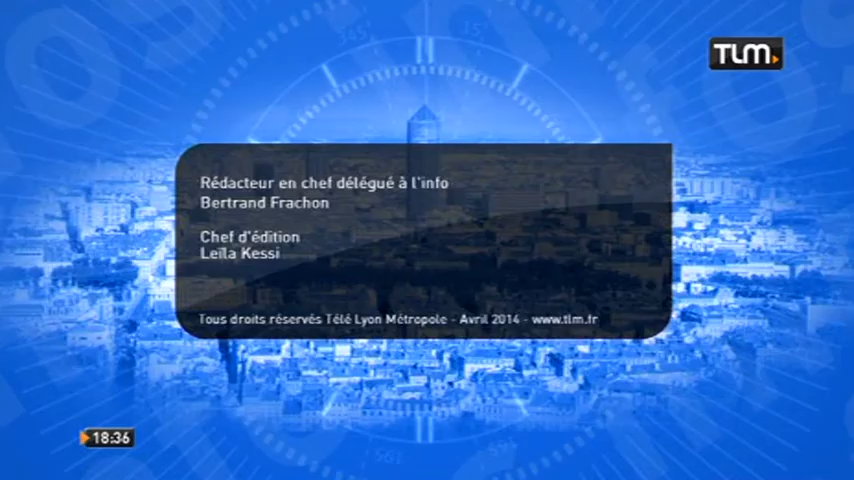 TLM
Rédacteur en chef délégué à l'info
Bertrand Frachon
Chef d'édition
Leïla Kessi
Tous droits réservés Télé Lyon Métropole - Avril 2014 - www.tlm.fr
18:36